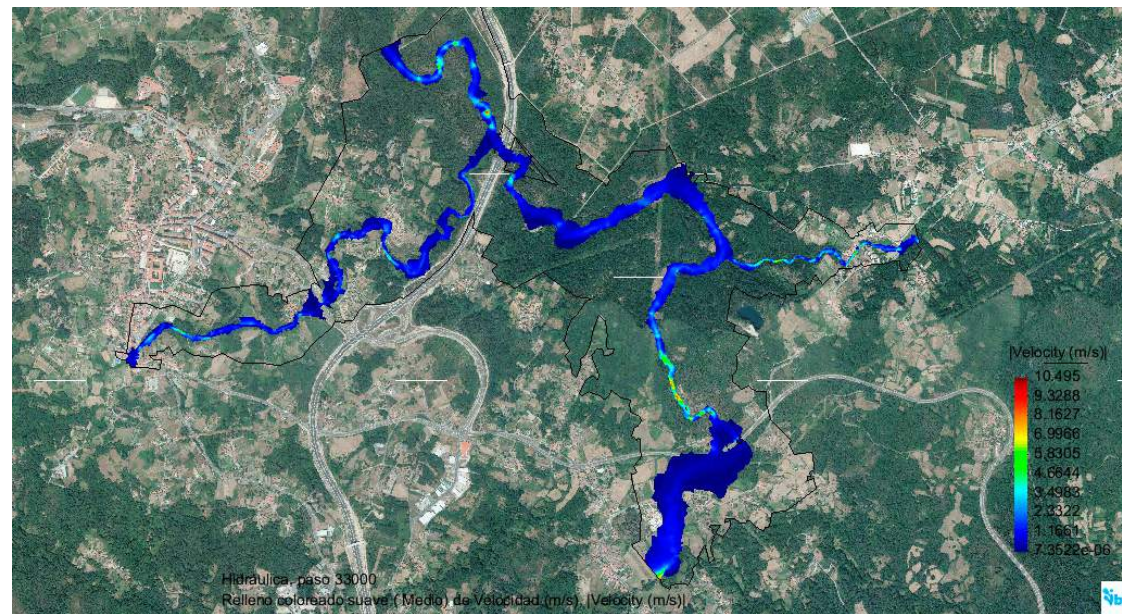 |Velocity (m/s)|
10.495
9.3288
8.1627
6.9966
5.8305
4.6644
3.4983
2.3322
1.1661
7.3522e-06
Hidráulica, paso 33000
Relleno coloreado suave ( Medio) de Velocidad (m/s), |Velocity (m/s)|.